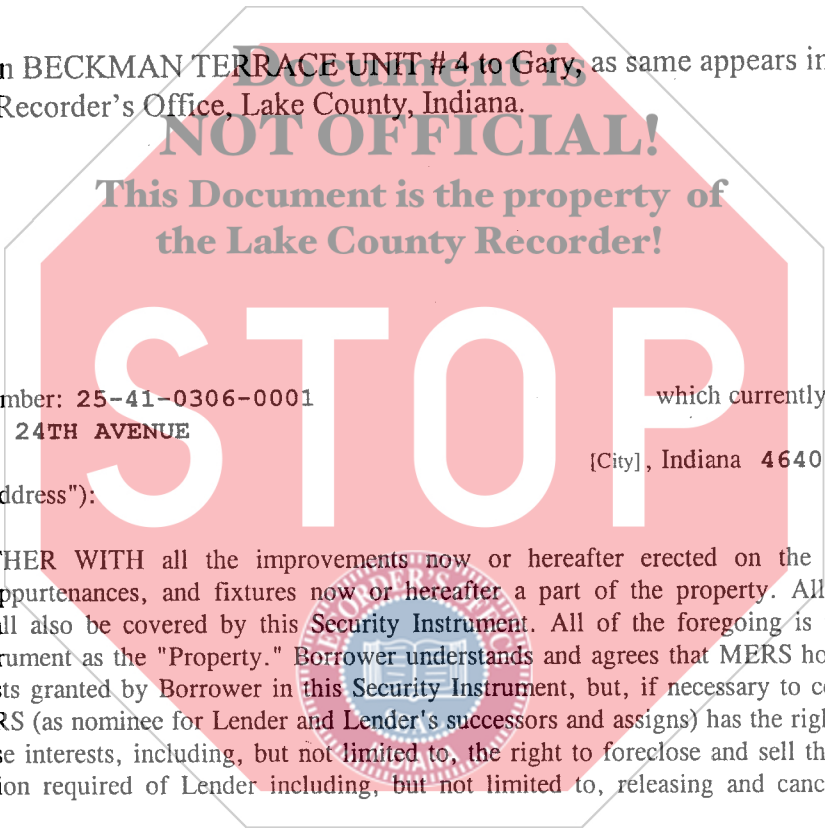 Document is
n BECKMAN TERRACE UNIT # 4 to Gary, as same appears in
Recorder's Office, Lake County, Indiana.
NOT OFFICIAL!
This Document is the property of
the Lake County Recorder!
STOP
mber: 25-41-0306-0001 which currently
24TH AVENUE
[City], Indiana 4640
ddress"):
THER WITH all the improvements now or hereafter erected on the
ppurtenances, and fixtures now or hereafter a part of the property. All
ll also be covered by this Security Instrument. All of the foregoing is
rument as the "Property." Borrower understands and agrees that MERS ho
sts granted by Borrower in this Security Instrument, but, if necessary to c
RS (as nominee for Lender and Lender's successors and assigns) has the righ
se interests, including, but not limited to, the right to foreclose and sell th
ion required of Lender including, but not limited to, releasing and canc
RECORDER'S OFFIC
INDIANA